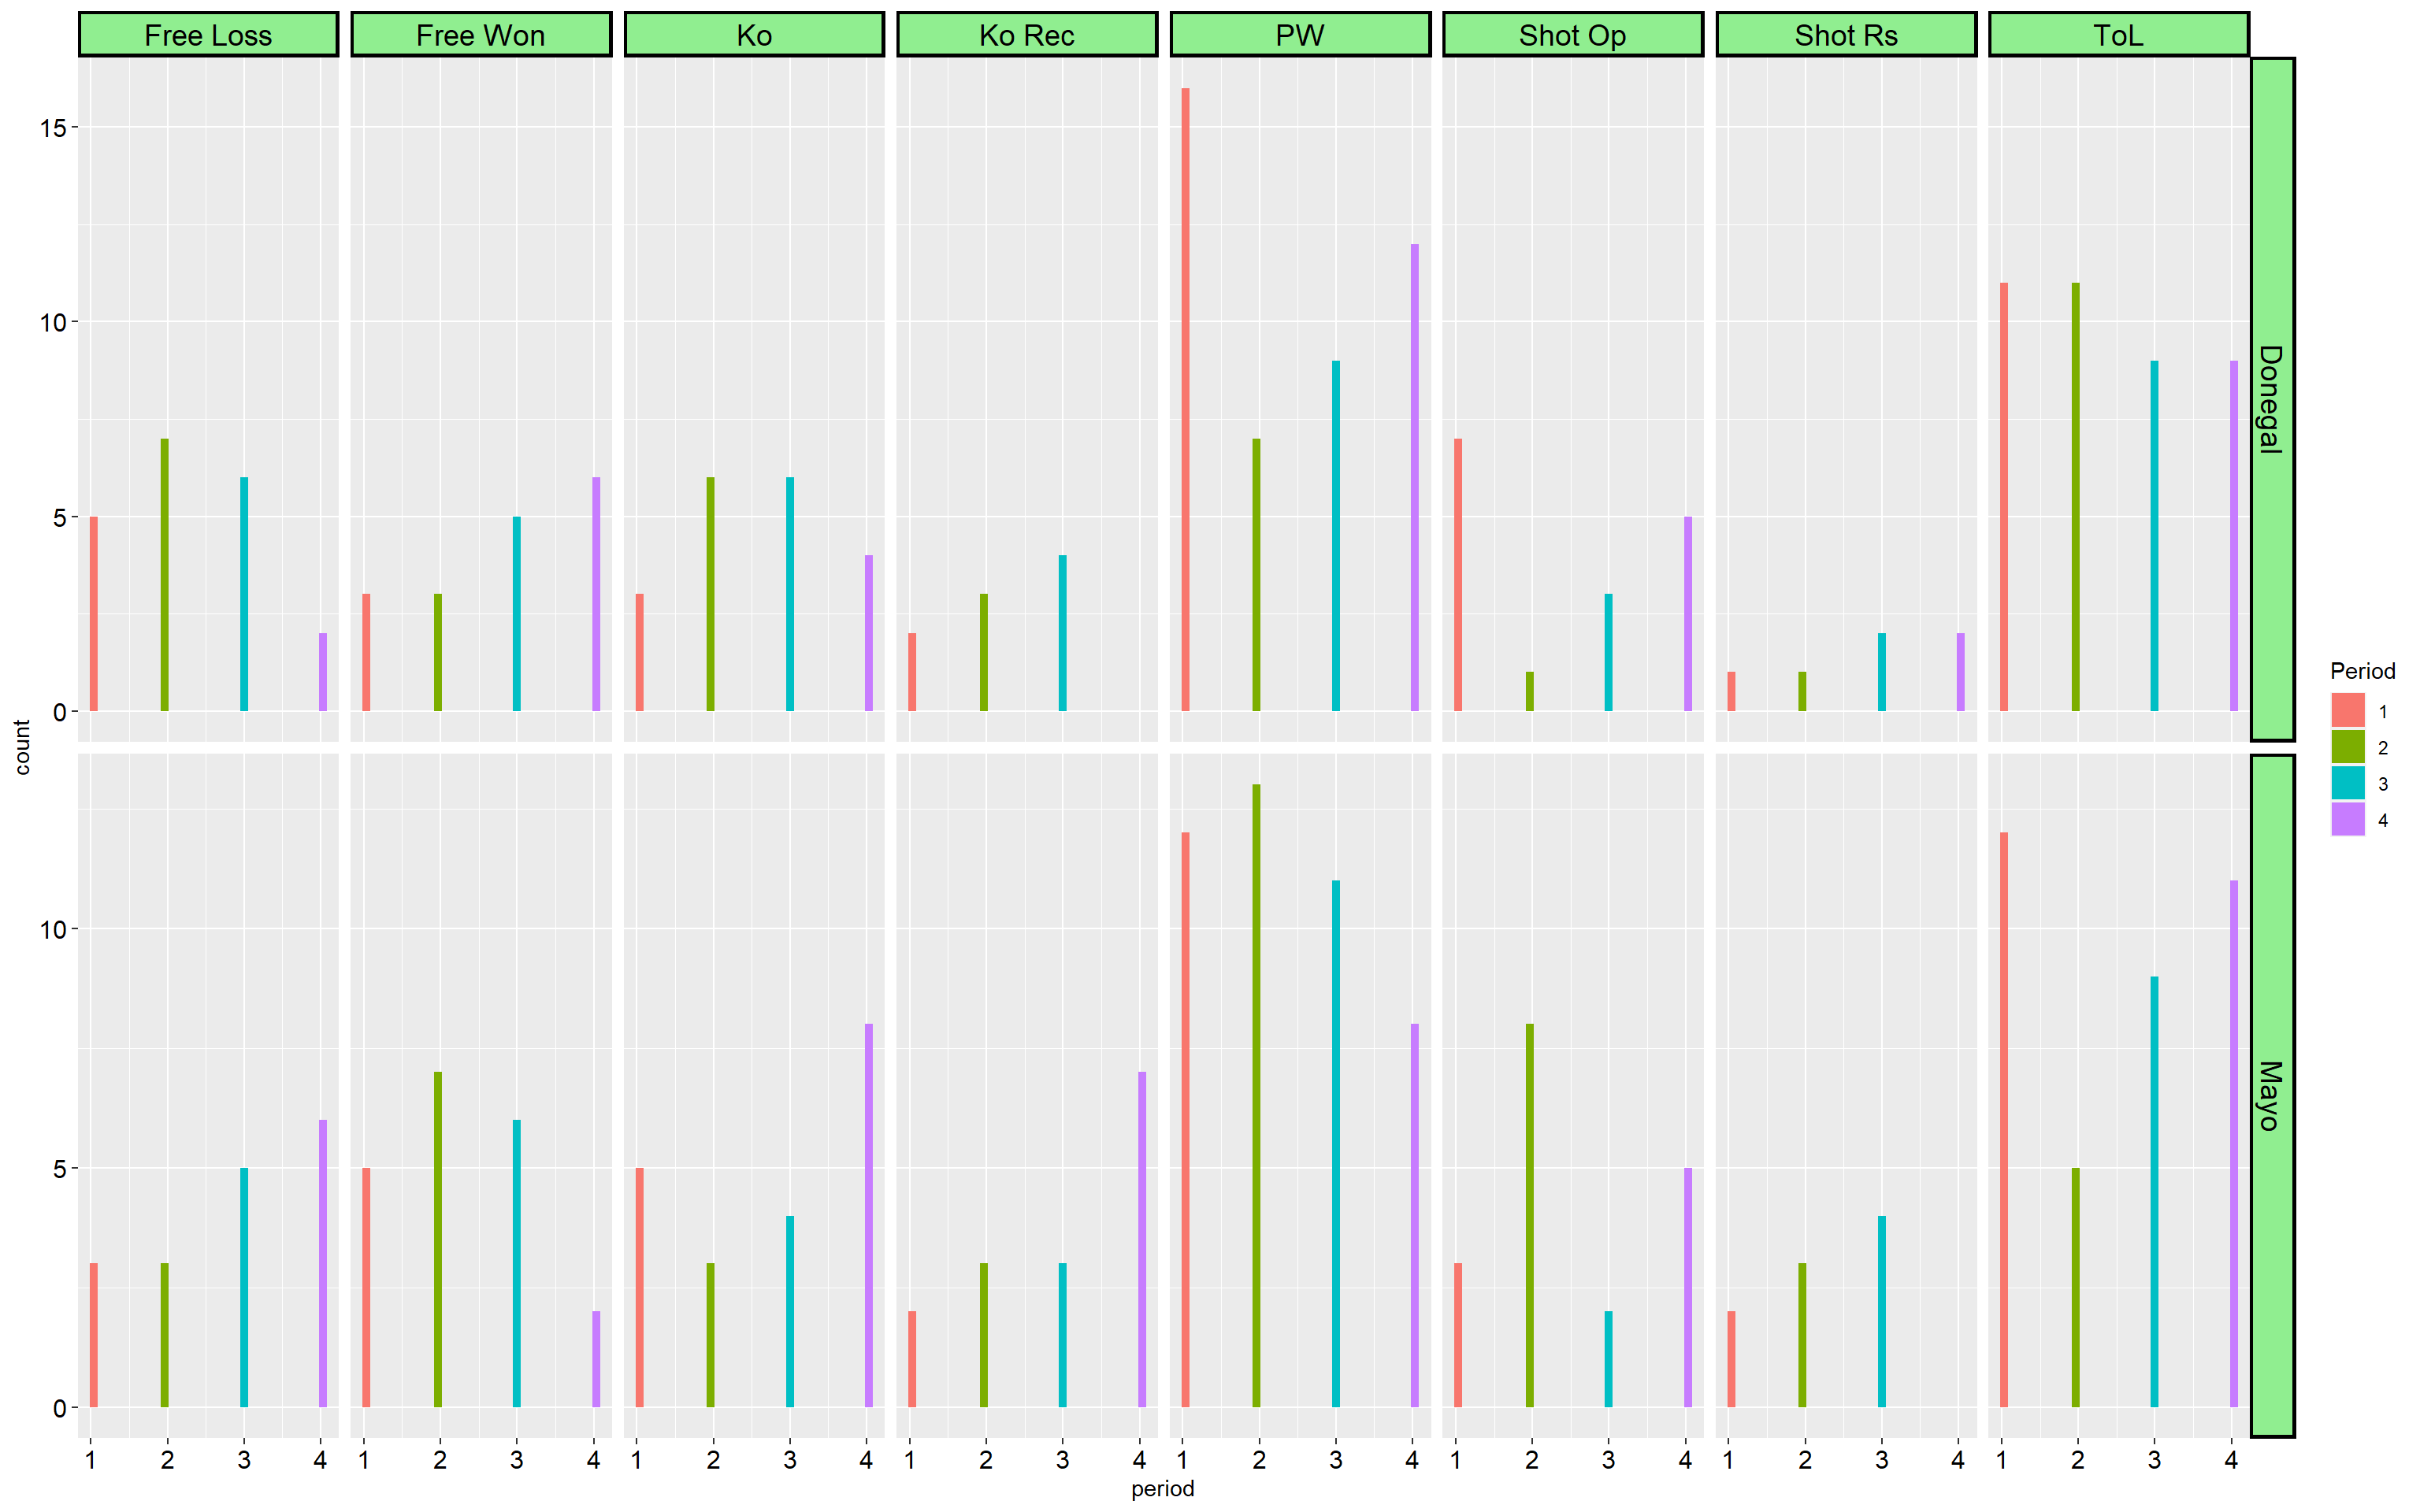 Free Loss Free Won Ko Ko Rec PW Shot Op Shot Rs ToL
15
10
5
0
Donegal
count
10
5
0
Mayo
1 2 3 4 1 2 3 4 1 2 3 4 1 2 3 4 1 2 3 4 1 2 3 4 1 2 3 4 1 2 3 4
period
Period
1
2
3
4